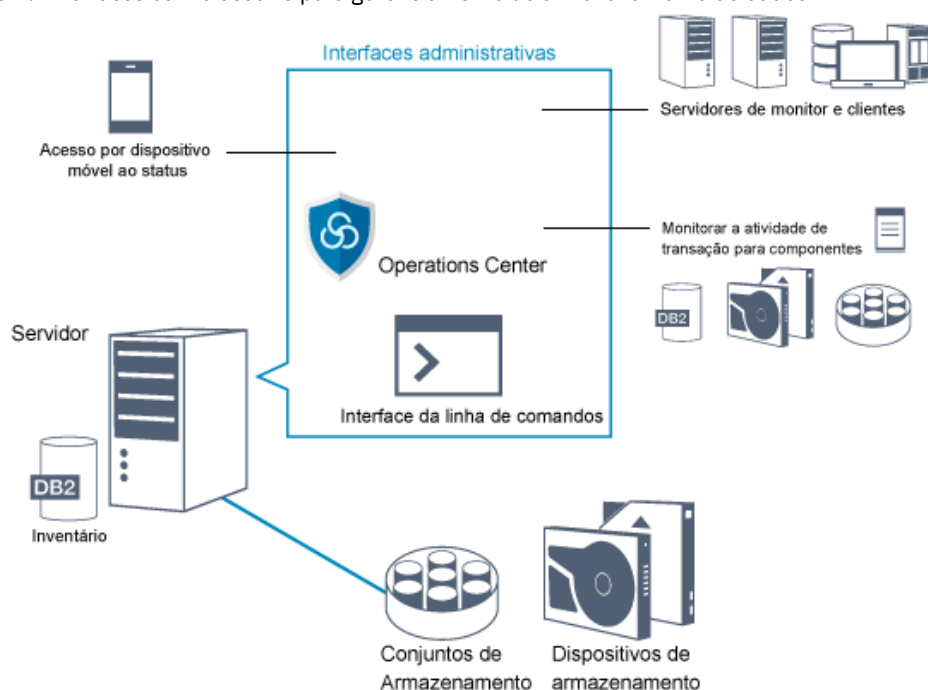 Interfaces administrativas
Servidores de monitor e clientes
Acesso por dispositivo
móvel ao status
Monitorar a atividade de
transação para componentes
Operations Center
DB2
Servidor
Interface da linha de comandos
DB2
Inventário
Conjuntos de
Armazenamento
Dispositivos de
armazenamento